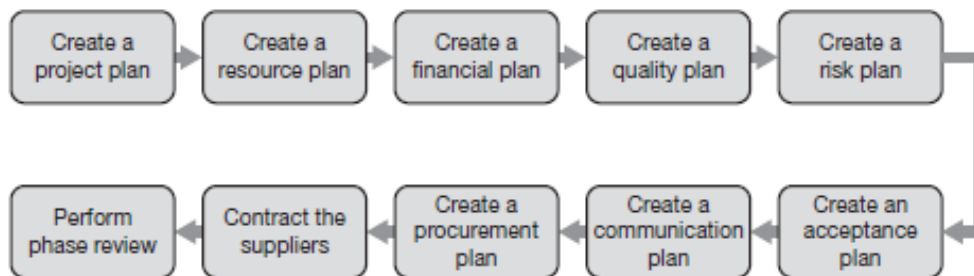 Create a
project plan
Create a
resource plan
Create a
financial plan
Create a
quality plan
Create a
risk plan
Create an
acceptance
plan
Create a
communication
plan
Create a
procurement
plan
Contract the
suppliers
Perform
phase review